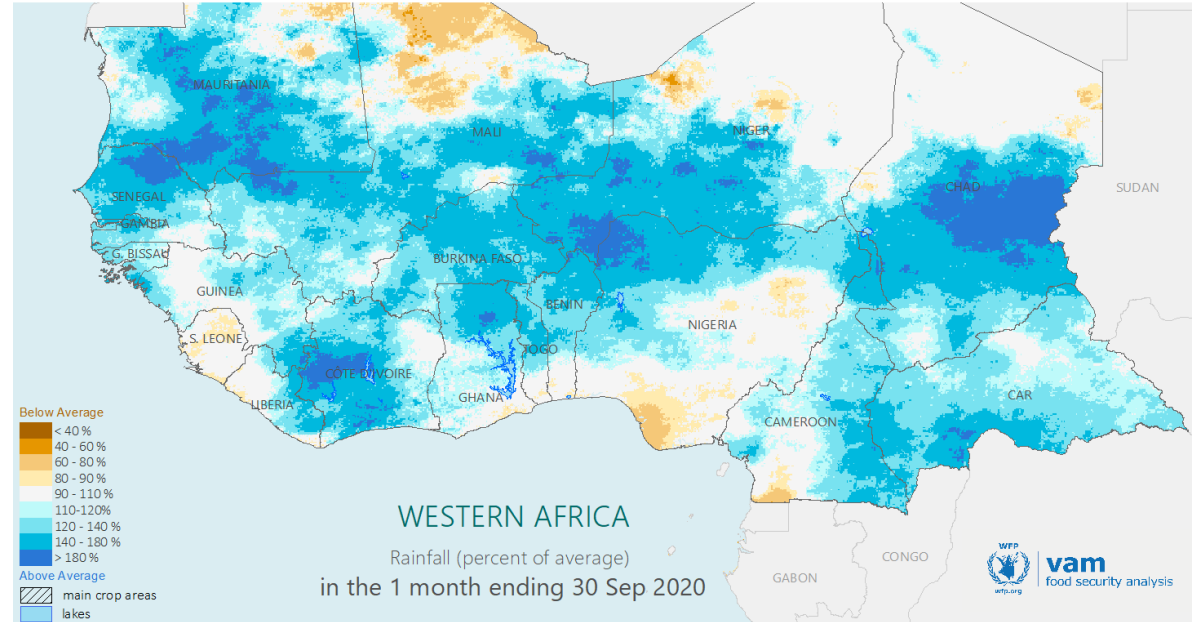 MAURITANIA
MALI
NIGER
CHAD
SUDAN
SENEGAL
GAMBIA
G. BISSAU
BURKINA FASO
GUINEA
BENIN
NIGERIA
S. LEONE
TOGO
CÔTE D'IVOIRE
GHANA
LIBERIA
CAR
CAMEROON
Below Average
< 40 %
40 - 60 %
60 - 80 %
80 - 90 %
90 - 110 %
110-120%
120 - 140 %
140 - 180 %
> 180 %
Above Average
main crop areas
lakes
WESTERN AFRICA
Rainfall (percent of average)
in the 1 month ending 30 Sep 2020
GABON
CONGO
WFP
wfp.org
vam
food security analysis